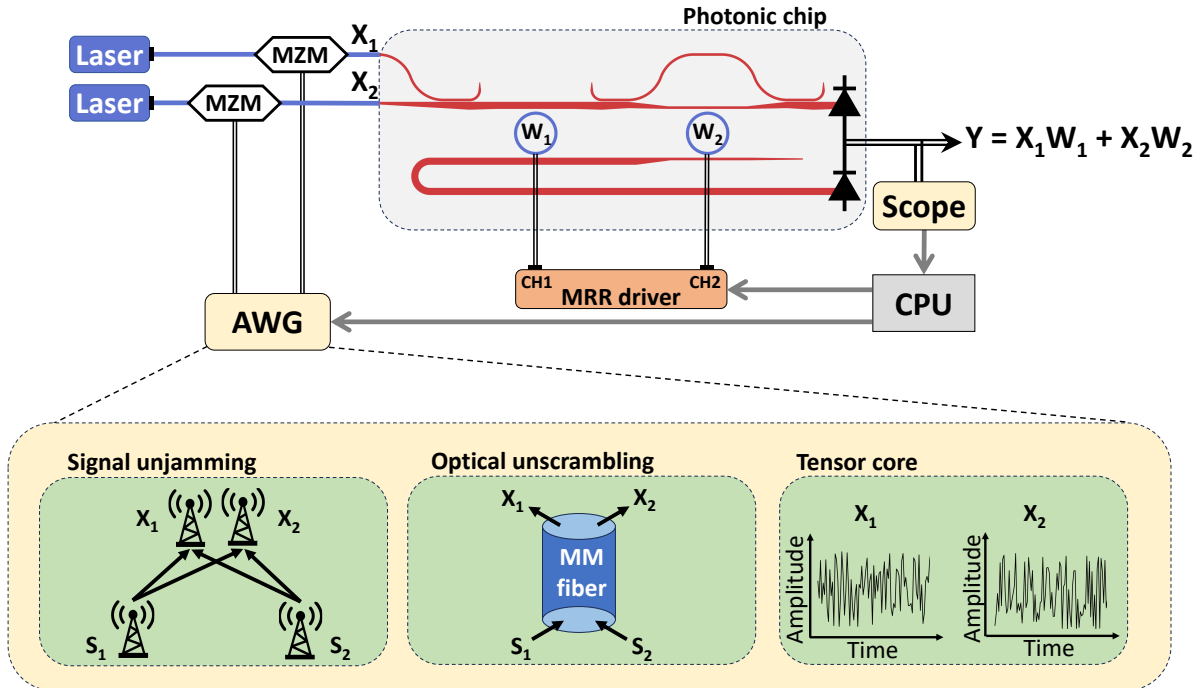 Photonic chip
Laser
MZM
X₁
Laser
MZM
X₂
W₁
W₂
Y = X₁W₁ + X₂W₂
Scope
CH1
CH2
MRR driver
CPU
AWG
Signal unjamming
Optical unscrambling
Tensor core
X₁
X₂
S₁
S₂
X₁
X₂
MM
fiber
S₁
S₂
X₁
X₂
Amplitude
Time
Amplitude
Time